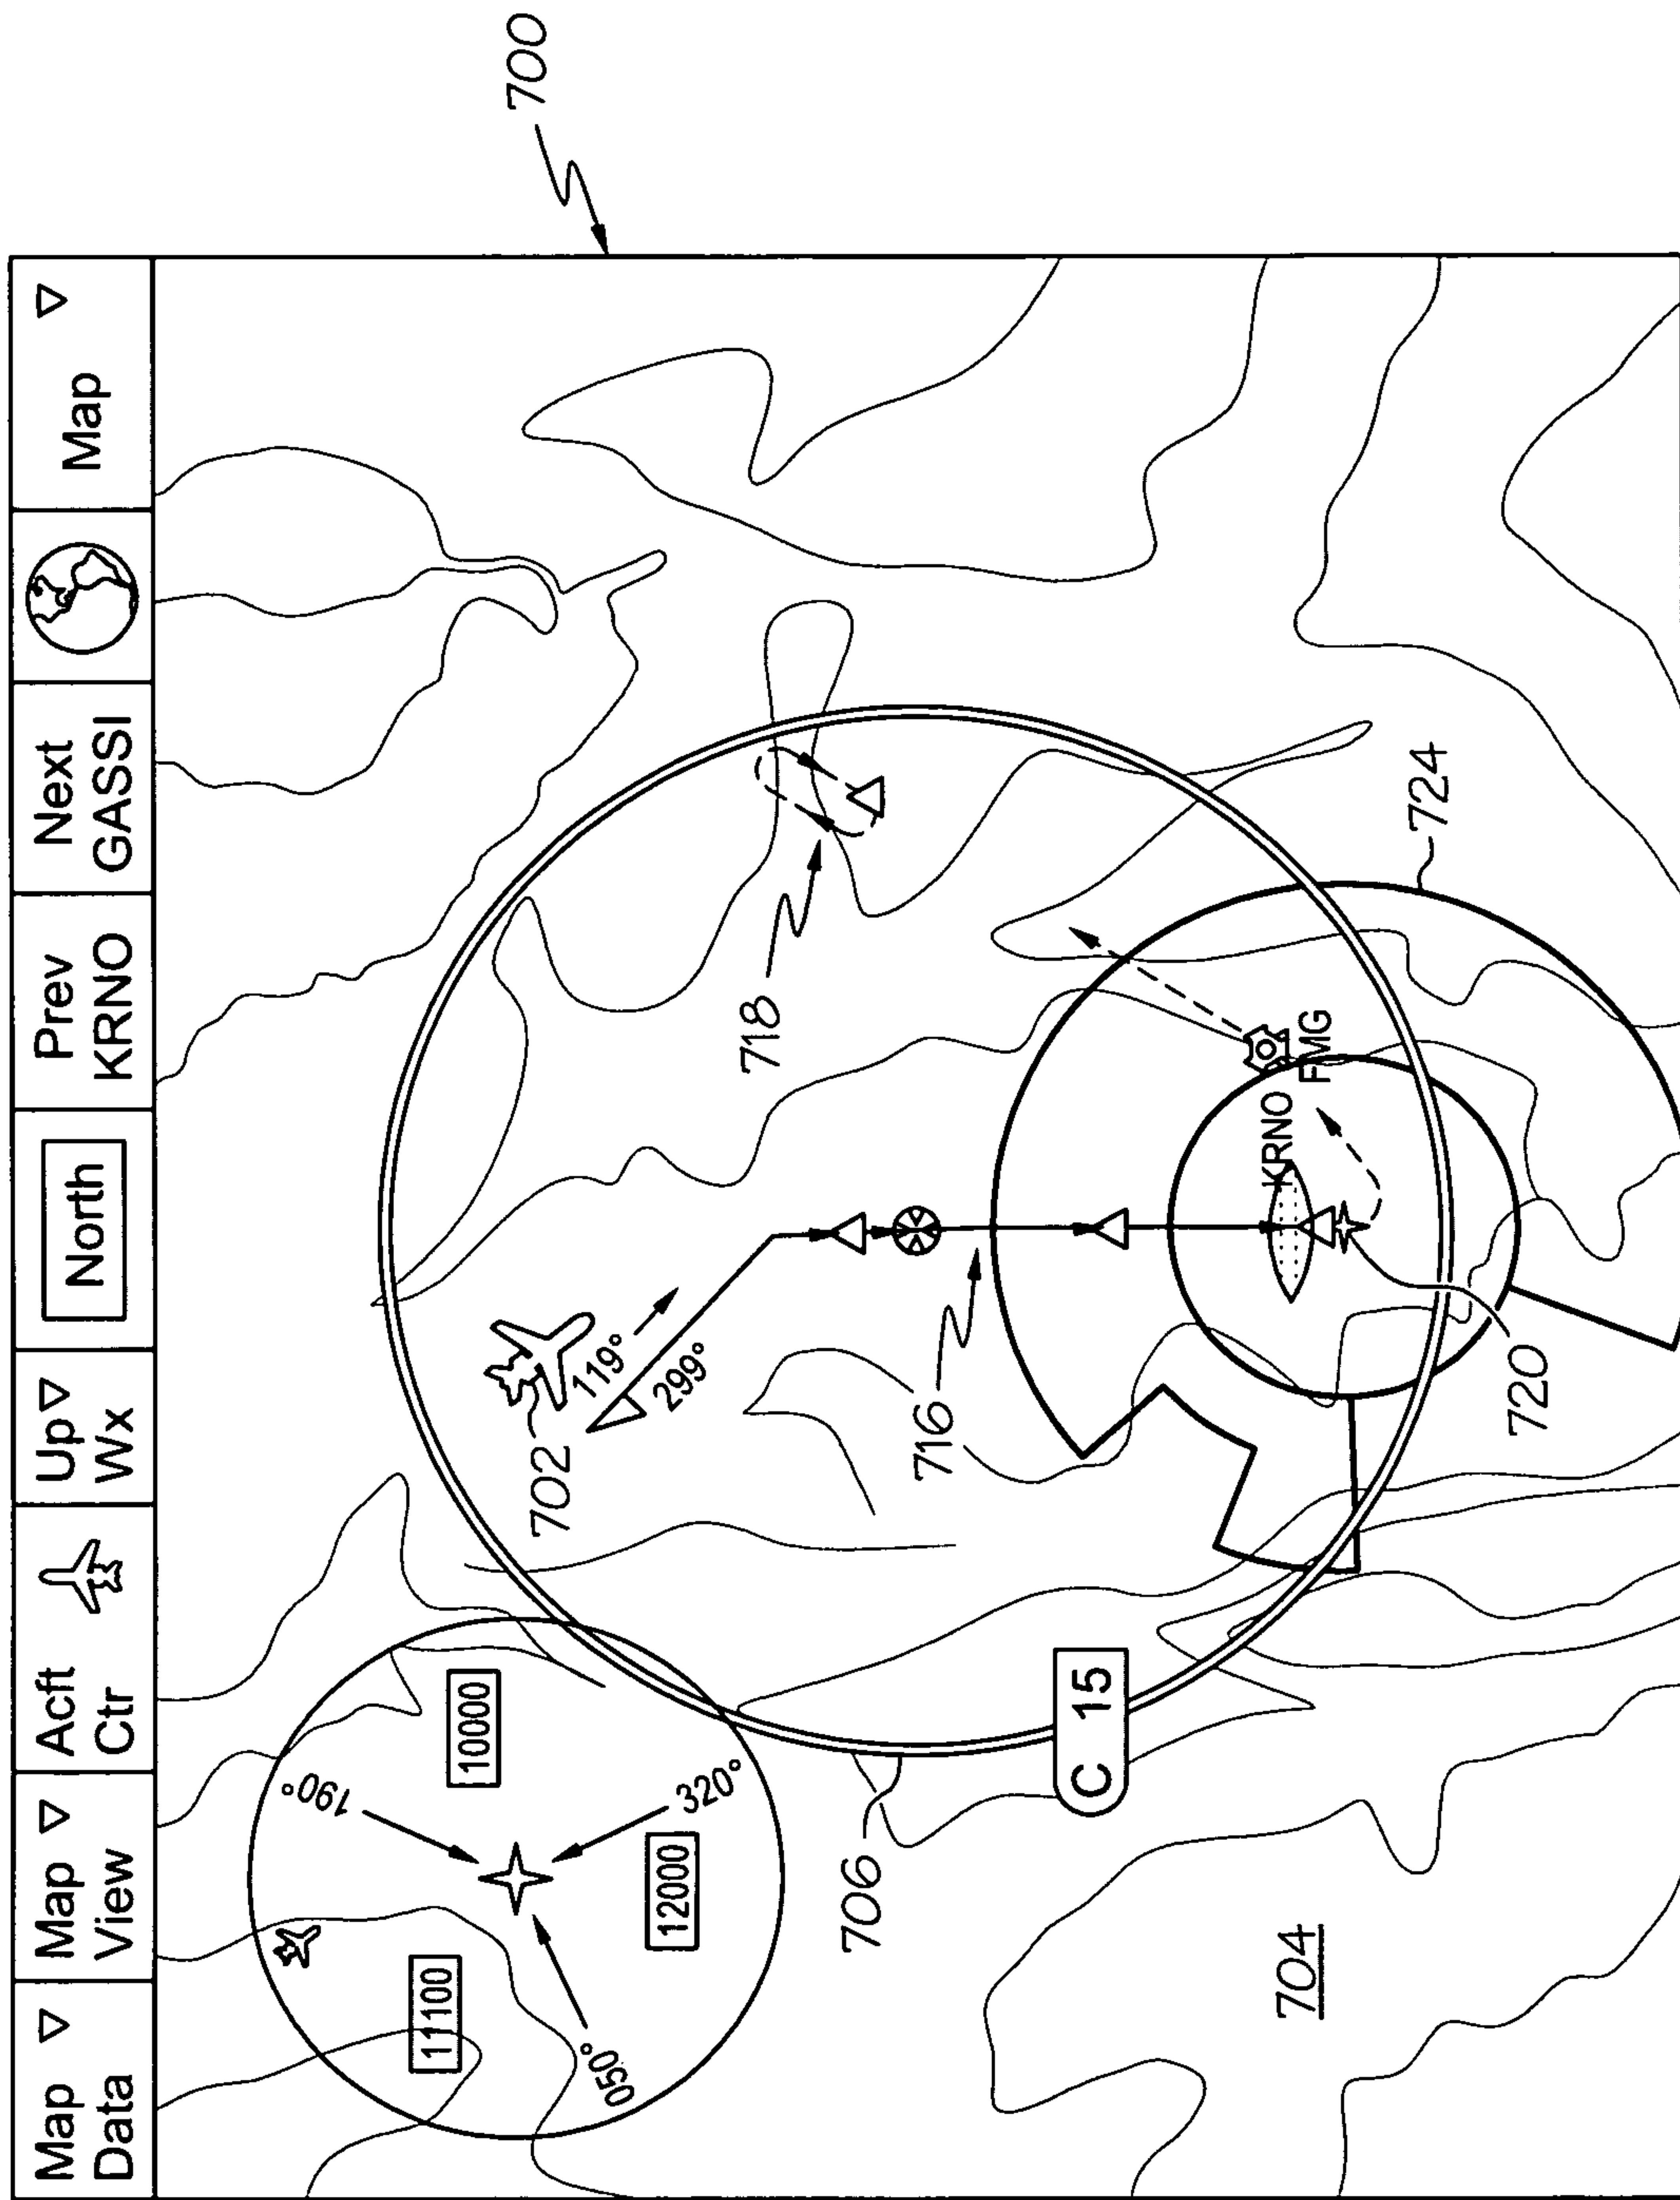 Map
Data
Map
View
Acft
Ctr
Up
Wx
North
Prev
KRNO
Next
GASSI
Map
700
190°
10000
11100
050°
12000
320°
702
119°
299°
718
706
716
C 15
KRNO
FMG
724
704
720